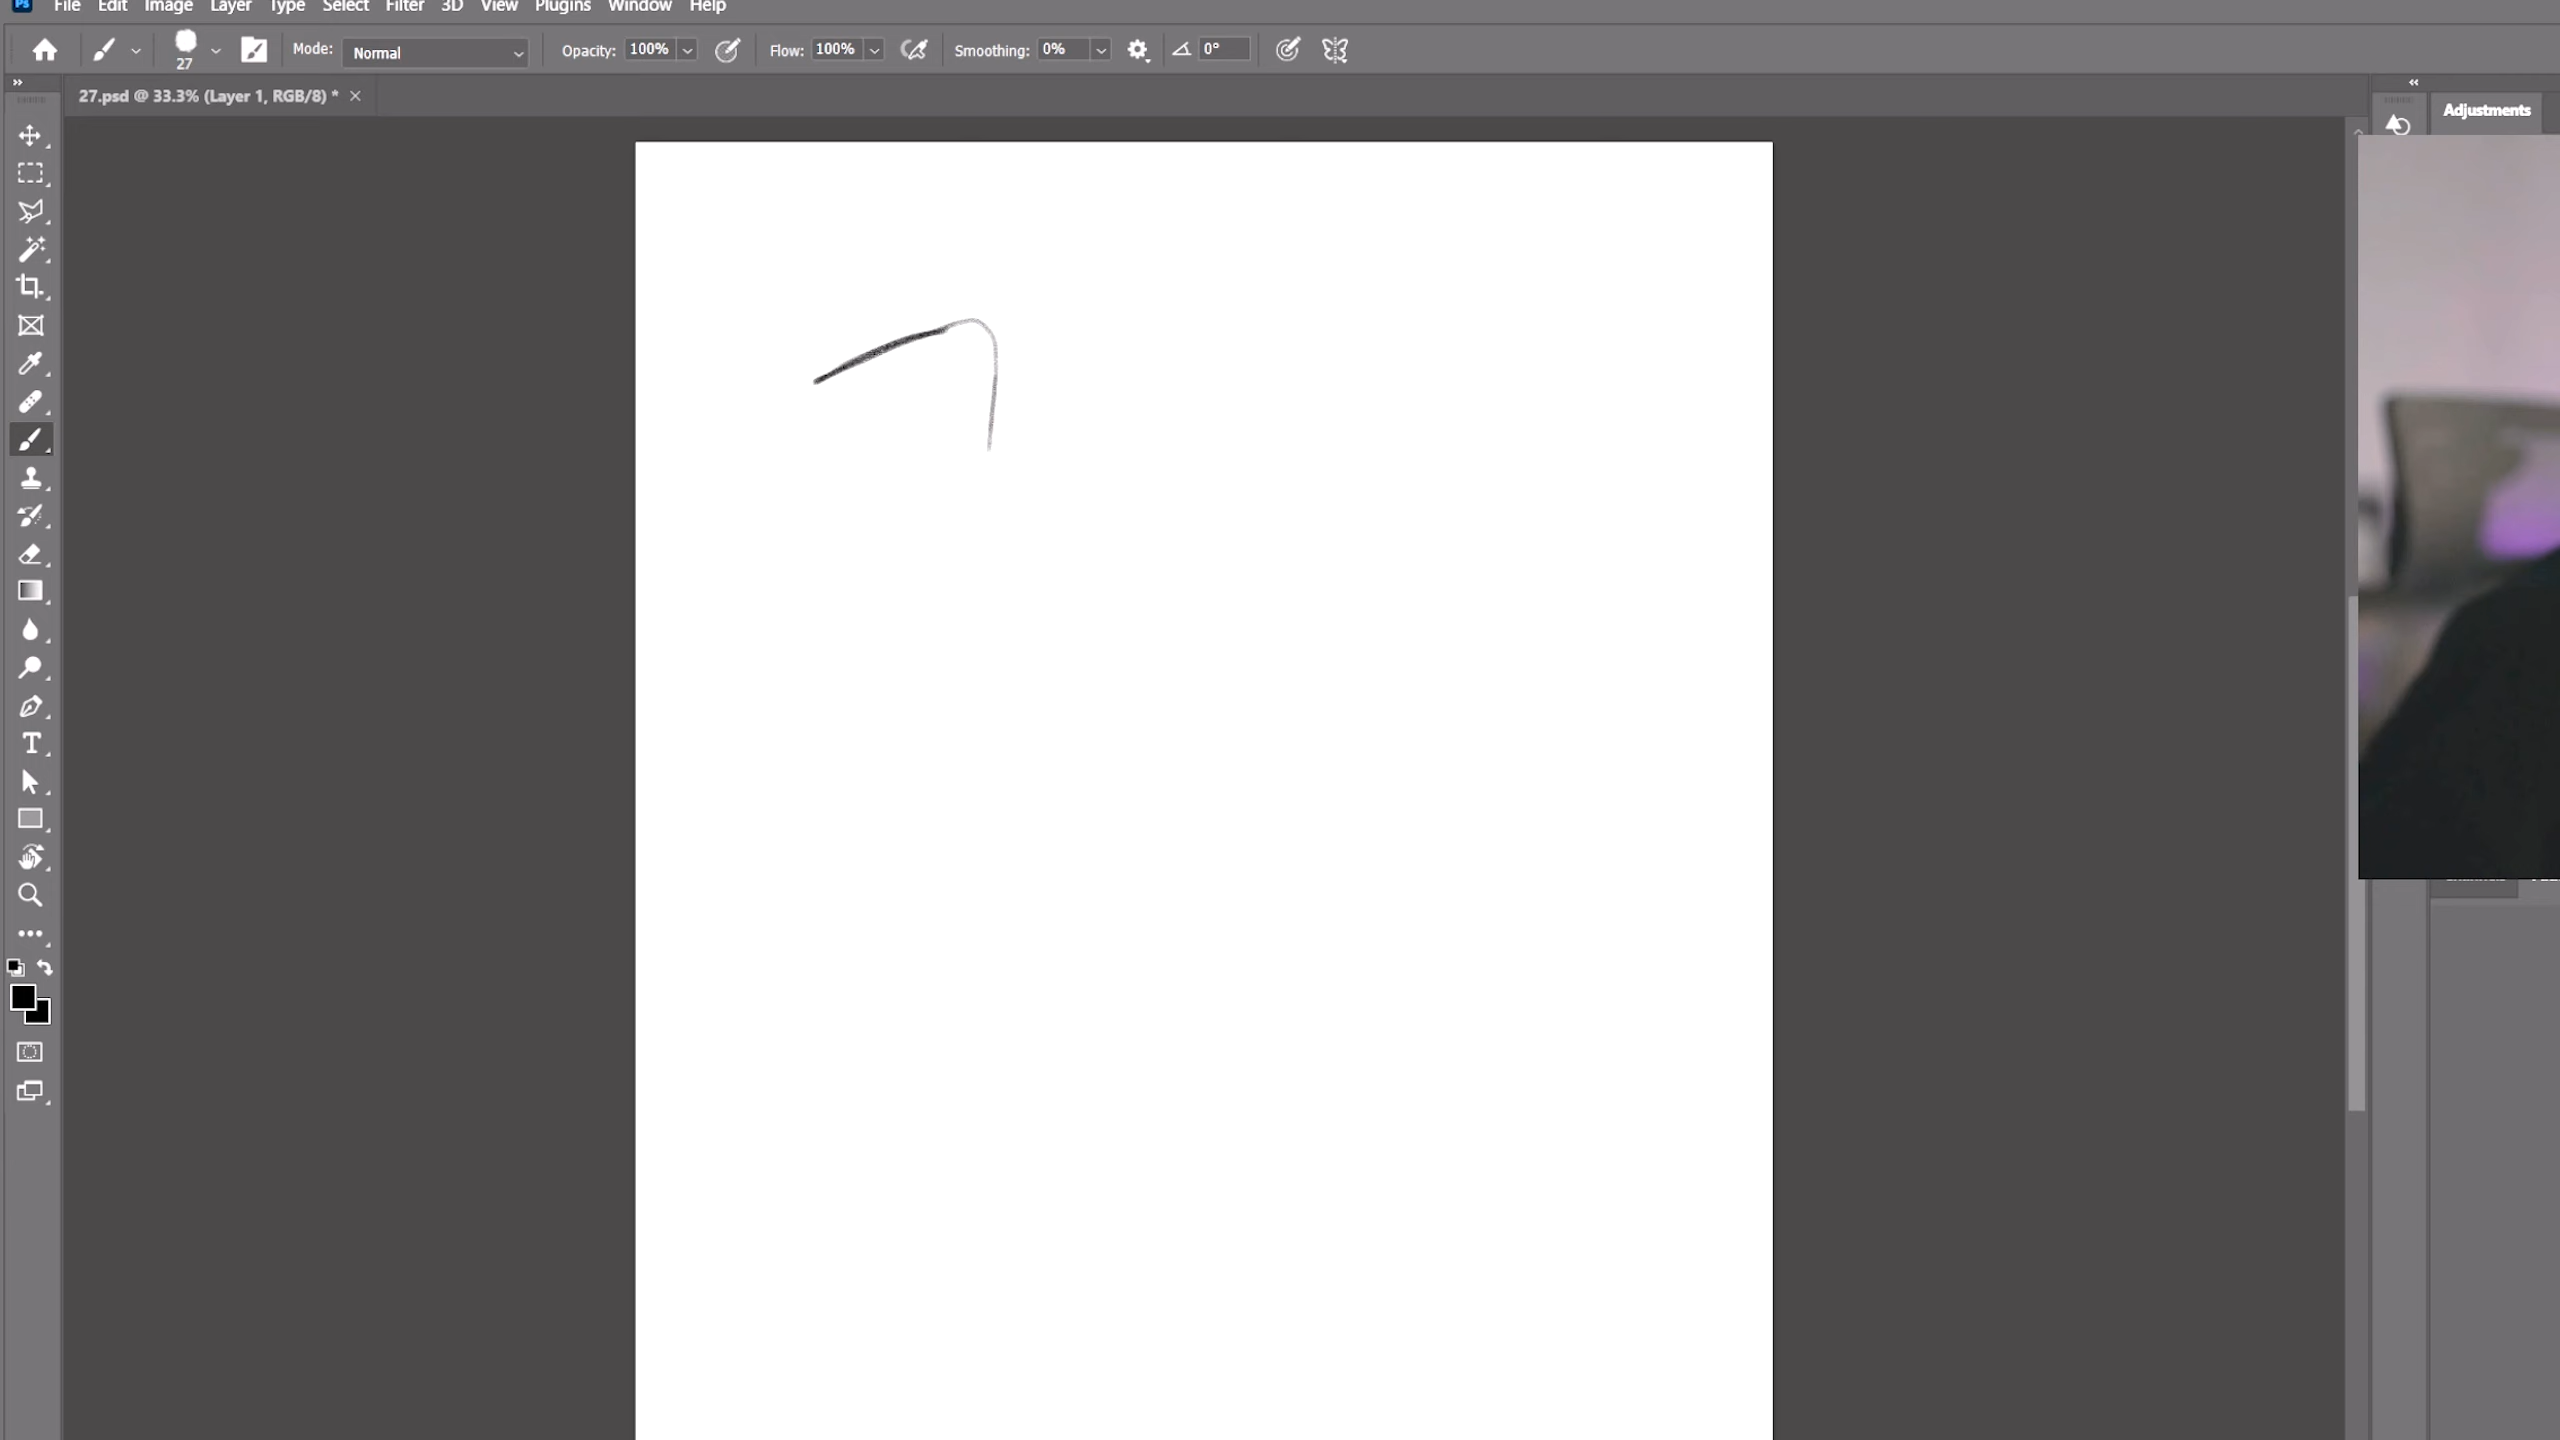 Ps File Edit Image Layer Type Select Filter 3D View Plugins Window Help
27 Mode: Normal Opacity: 100% Flow: 100% Smoothing: 0% 0°
27.psd @ 33.3% (Layer 1, RGB/8) *
Adjustments